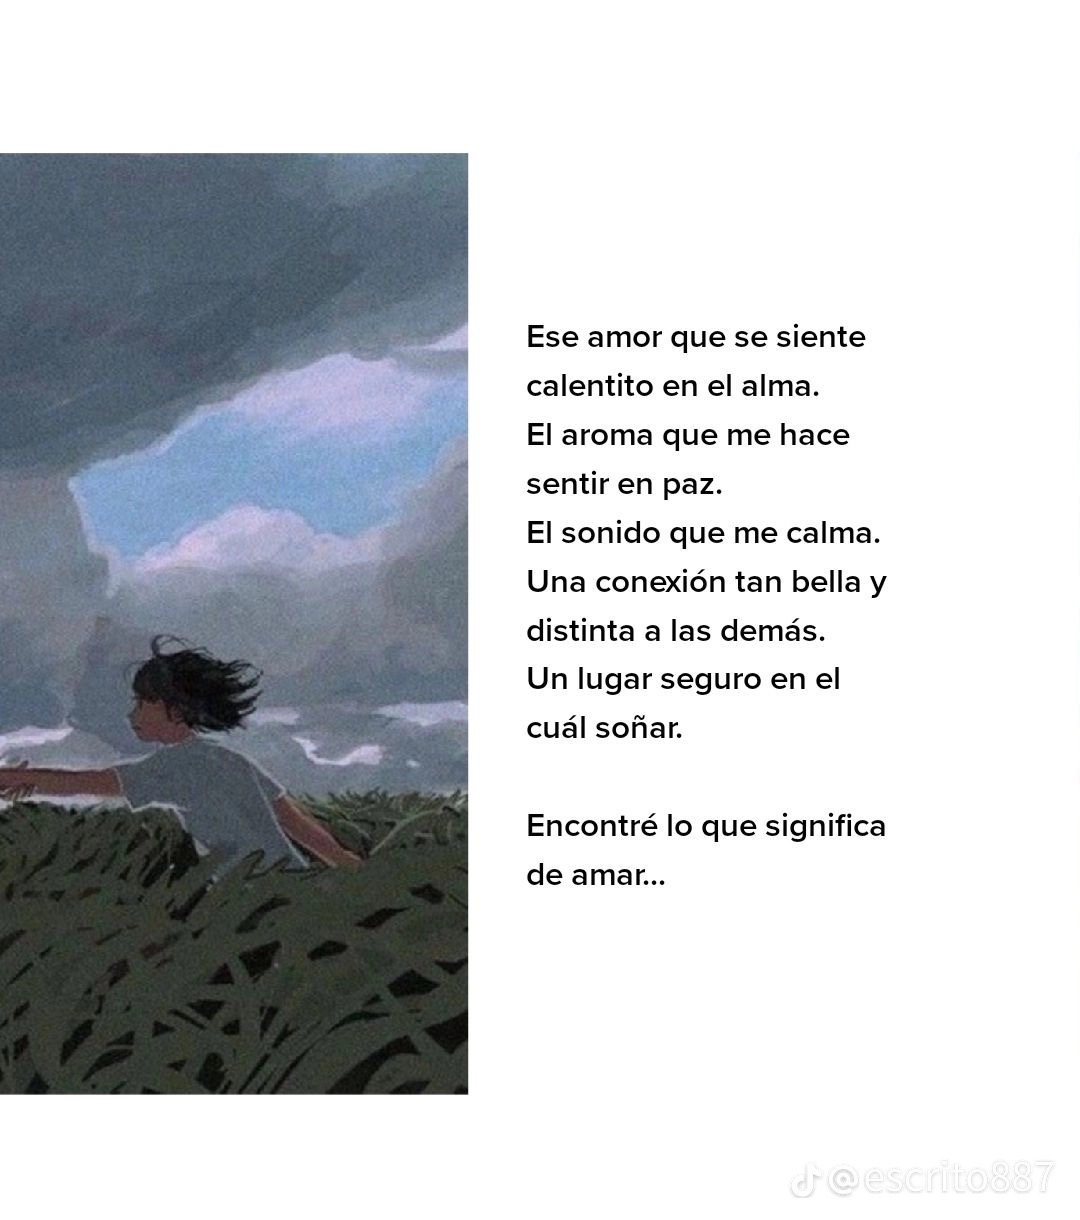 Ese amor que se siente
calentito en el alma.
El aroma que me hace
sentir en paz.
El sonido que me calma.
Una conexión tan bella y
distinta a las demás.
Un lugar seguro en el
cuál soñar.
Encontré lo que significa
de amar...
@escrito887